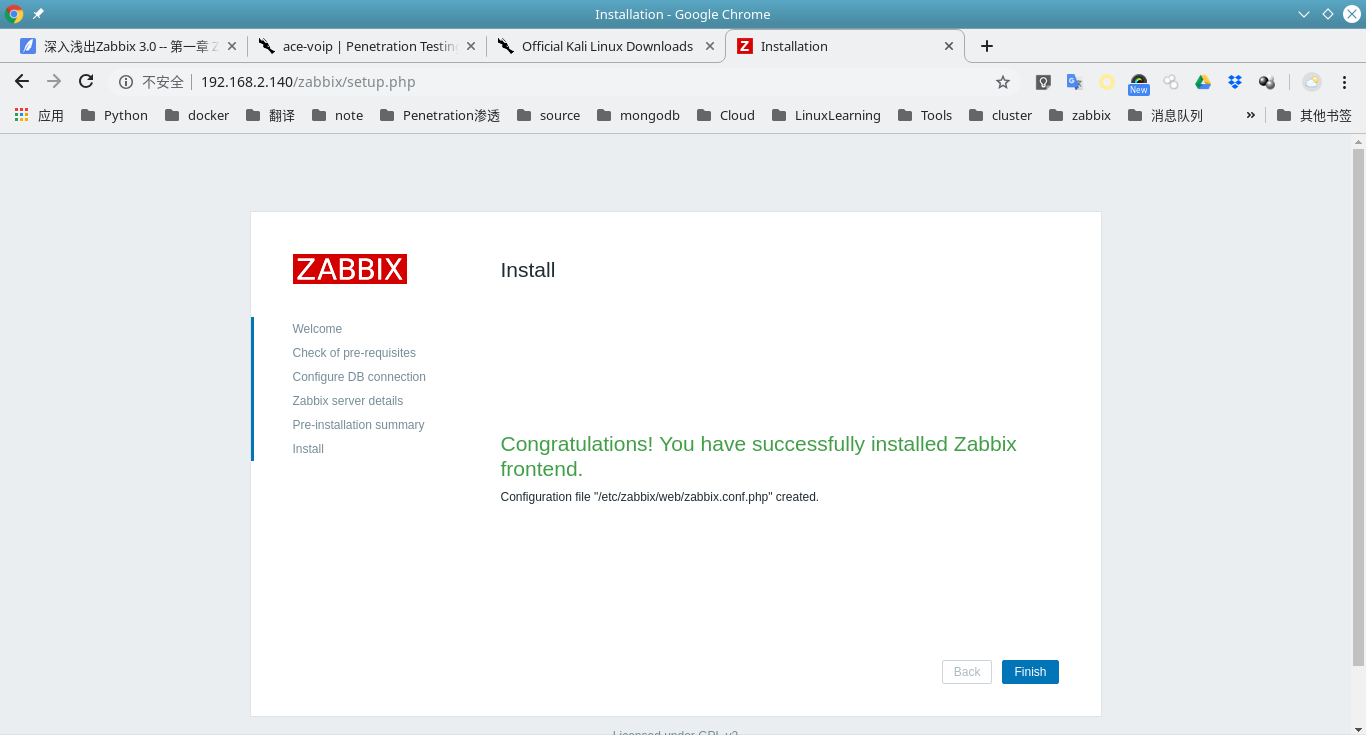 Installation - Google Chrome
深入浅出Zabbix 3.0 -- 第一章 Z
ace-voip | Penetration Testing
Official Kali Linux Downloads
Installation
不安全 192.168.2.140/zabbix/setup.php
New
应用 Python docker 翻译 note Penetration渗透 source mongodb Cloud LinuxLearning Tools cluster zabbix 消息队列 » 其他书签
ZABBIX
Install
Welcome
Check of pre-requisites
Configure DB connection
Zabbix server details
Pre-installation summary
Install
Congratulations! You have successfully installed Zabbix
frontend.
Configuration file "/etc/zabbix/web/zabbix.conf.php" created.
Back Finish
Licensed under GPL v2